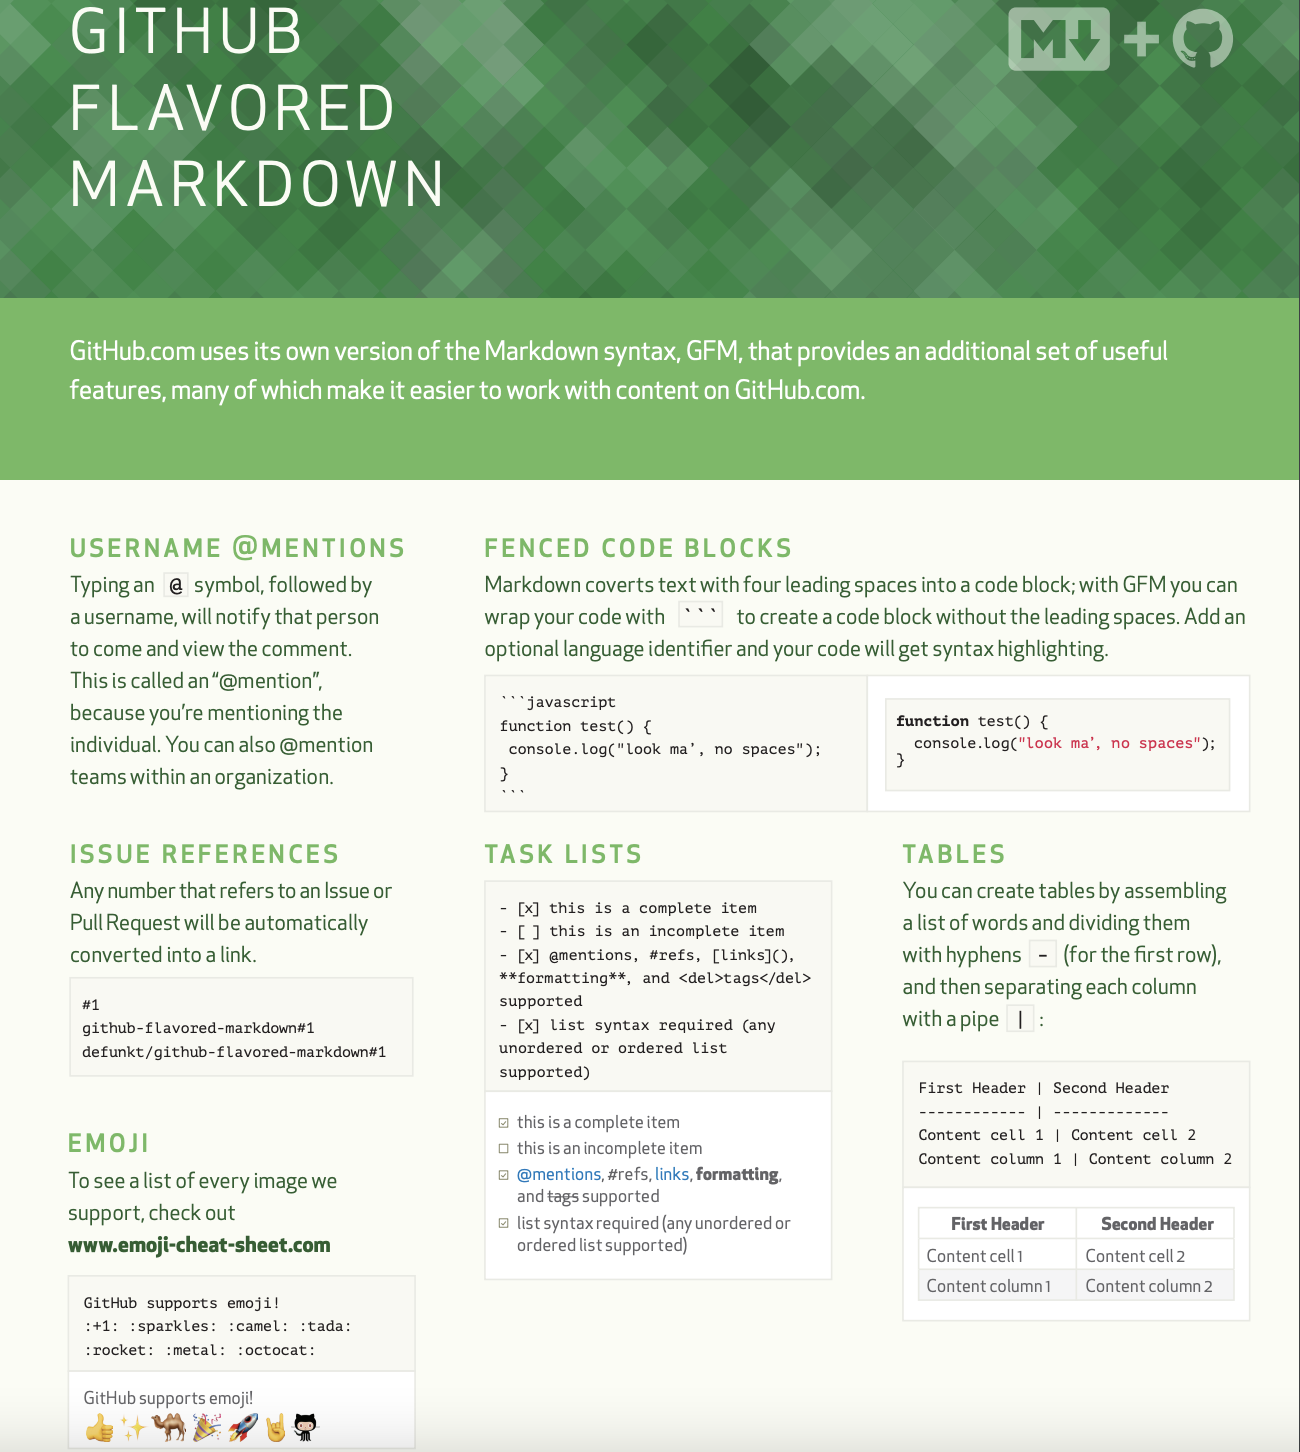 GITHUB
FLAVORED
MARKDOWN
M
GitHub.com uses its own version of the Markdown syntax, GFM, that provides an additional set of useful
features, many of which make it easier to work with content on GitHub.com.
USERNAME @MENTIONS
Typing an @ symbol, followed by
a username, will notify that person
to come and view the comment.
This is called an “@mention”,
because you’re mentioning the
individual. You can also @mention
teams within an organization.
FENCED CODE BLOCKS
Markdown coverts text with four leading spaces into a code block; with GFM you can
wrap your code with ``` to create a code block without the leading spaces. Add an
optional language identifier and your code will get syntax highlighting.
```javascript
function test() {
 console.log("look ma’, no spaces");
}
```
function test() {
  console.log("look ma’, no spaces");
}
ISSUE REFERENCES
Any number that refers to an Issue or
Pull Request will be automatically
converted into a link.
#1
github-flavored-markdown#1
defunkt/github-flavored-markdown#1
TASK LISTS
- [x] this is a complete item
- [ ] this is an incomplete item
- [x] @mentions, #refs, [links](),
**formatting**, and <del>tags</del>
supported
- [x] list syntax required (any
unordered or ordered list
supported)
this is a complete item
this is an incomplete item
@mentions, #refs, links, formatting,
and tags supported
list syntax required (any unordered or
ordered list supported)
TABLES
You can create tables by assembling
a list of words and dividing them
with hyphens - (for the first row),
and then separating each column
with a pipe | :
First Header | Second Header
------------ | -------------
Content cell 1 | Content cell 2
Content column 1 | Content column 2
First Header Second Header
Content cell 1 Content cell 2
Content column 1 Content column 2
EMOJI
To see a list of every image we
support, check out
www.emoji-cheat-sheet.com
GitHub supports emoji!
:+1: :sparkles: :camel: :tada:
:rocket: :metal: :octocat:
GitHub supports emoji!